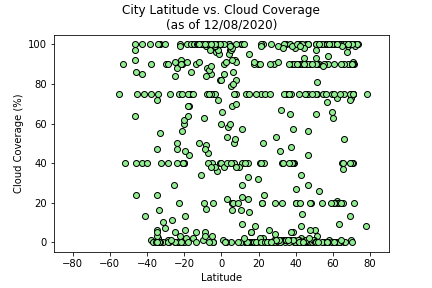 City Latitude vs. Cloud Coverage
(as of 12/08/2020)
100
80
60
40
20
0
Cloud Coverage (%)
−80 −60 −40 −20 0 20 40 60 80
Latitude